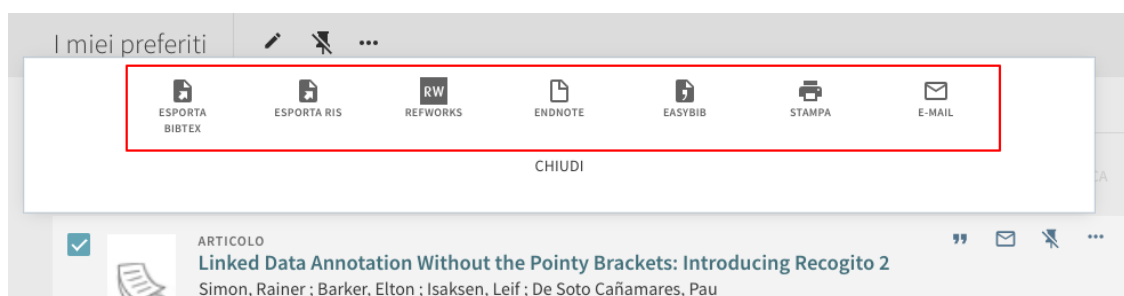 I miei preferiti
RW
ESPORTA BIBTEX
ESPORTA RIS
REFWORKS
ENDNOTE
EASYBIB
STAMPA
E-MAIL
CHIUDI
ARTICOLO
Linked Data Annotation Without the Pointy Brackets: Introducing Recogito 2
Simon, Rainer ; Barker, Elton ; Isaksen, Leif ; De Soto Cañamares, Pau